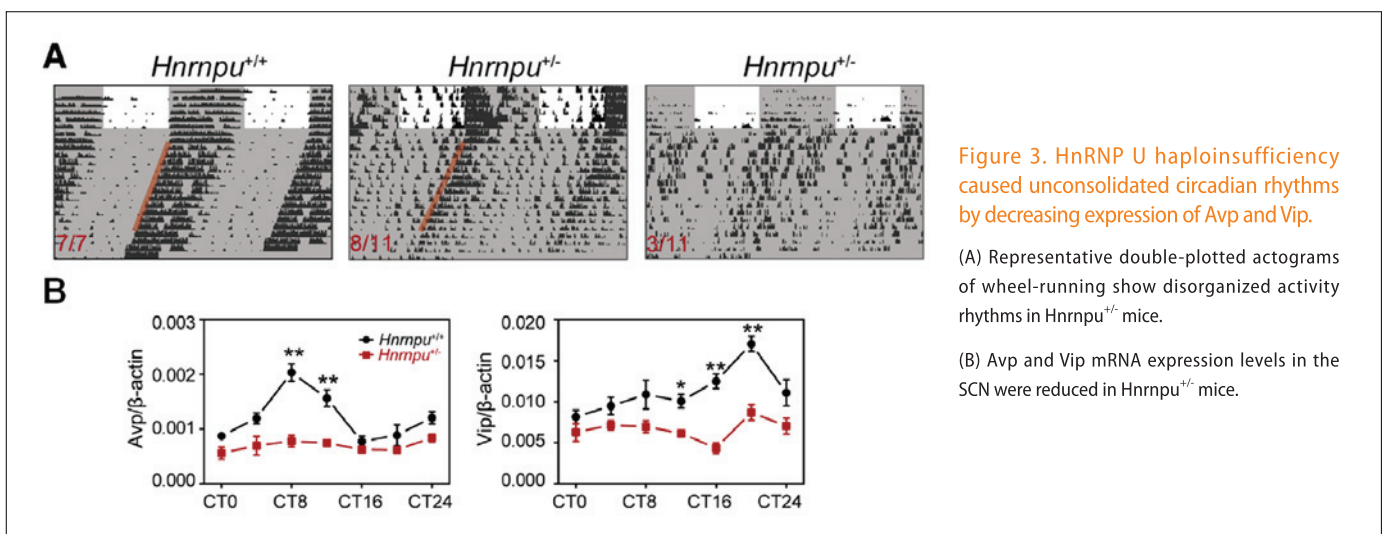 A
Hnrnpu+/+
Hnrnpu+/-
Hnrnpu+/-
7/7
8/11
3/11
Figure 3. HnRNP U haploinsufficiency
caused unconsolidated circadian rhythms
by decreasing expression of Avp and Vip.
(A) Representative double-plotted actograms
of wheel-running show disorganized activity
rhythms in Hnrnpu+/- mice.
(B) Avp and Vip mRNA expression levels in the
SCN were reduced in Hnrnpu+/- mice.
B
Avp/β-actin
0.003
0.002
0.001
0.000
Hnrnpu+/+
Hnrnpu+/-
**
**
CT0 CT8 CT16 CT24
Vip/β-actin
0.020
0.015
0.010
0.005
0.000
*
**
**
CT0 CT8 CT16 CT24